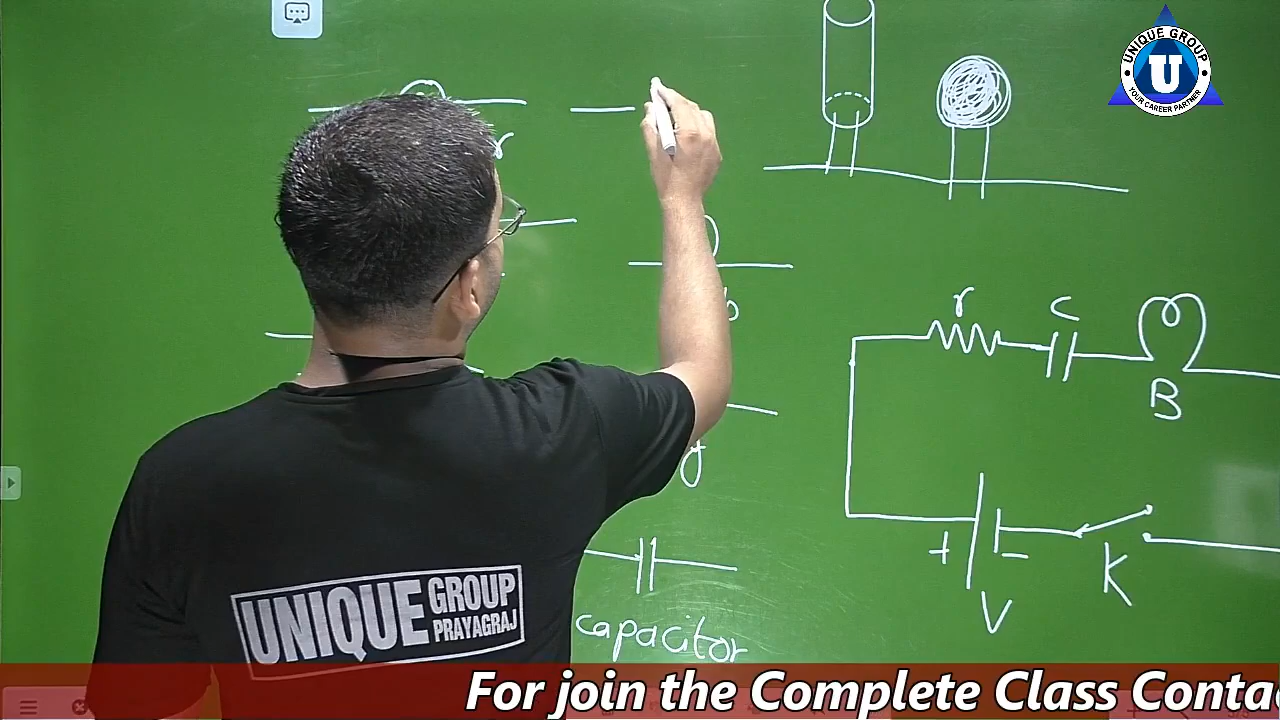 UNIQUE GROUP
U
YOUR CAREER PARTNER
r
r
C
B
+
−
K
V
capacitor
UNIQUE GROUP
PRAYAGRAJ
For join the Complete Class Conta